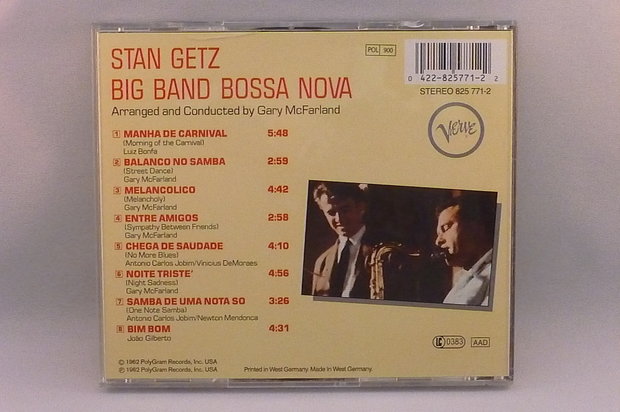 STAN GETZ
BIG BAND BOSSA NOVA
Arranged and Conducted by Gary McFarland
POL 900
0 422-825771-2 2
STEREO 825 771-2
Verve
1 MANHA DE CARNIVAL 5:48
(Morning of the Carnival)
Luiz Bonfa
2 BALANCO NO SAMBA 2:59
(Street Dance)
Gary McFarland
3 MELANCOLICO 4:42
(Melancholy)
Gary McFarland
4 ENTRE AMIGOS 2:58
(Sympathy Between Friends)
Gary McFarland
5 CHEGA DE SAUDADE 4:10
(No More Blues)
Antonio Carlos Jobim/Vinicius DeMoraes
6 NOITE TRISTE' 4:56
(Night Sadness)
Gary McFarland
7 SAMBA DE UMA NOTA SO 3:26
(One Note Samba)
Antonio Carlos Jobim/Newton Mendonca
8 BIM BOM 4:31
João Gilberto
© 1962 PolyGram Records, Inc. USA
℗ 1962 PolyGram Records, Inc. USA
Printed in West Germany. Made in West Germany.
LC 0383
AAD